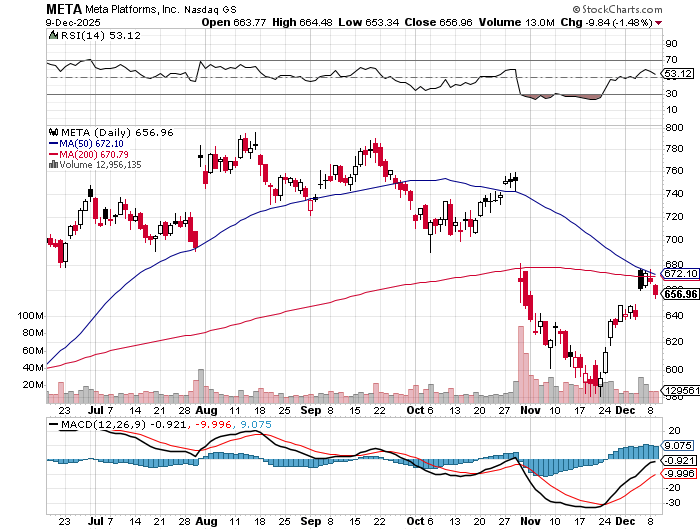 META Meta Platforms, Inc. Nasdaq GS
© StockCharts.com
9-Dec-2025
Open 663.77 High 664.48 Low 653.34 Close 656.96 Volume 13.0M Chg -9.84 (-1.48%)
RSI(14) 53.12
90
70
53.12
30
10
META (Daily) 656.96
MA(50) 672.10
MA(200) 670.79
Volume 12,956,135
800
780
760
740
720
700
680
672.10
656.96
640
620
600
580
100M
80M
60M
40M
20M
129561
23 Jul 7 14 21 28 Aug 11 18 25 Sep 8 15 22 Oct 6 13 20 27 Nov 10 17 24 Dec 8
MACD(12,26,9) -0.921, -9.996, 9.075
20
9.075
-0.921
-9.996
-20
-30
23 Jul 7 14 21 28 Aug 11 18 25 Sep 8 15 22 Oct 6 13 20 27 Nov 10 17 24 Dec 8